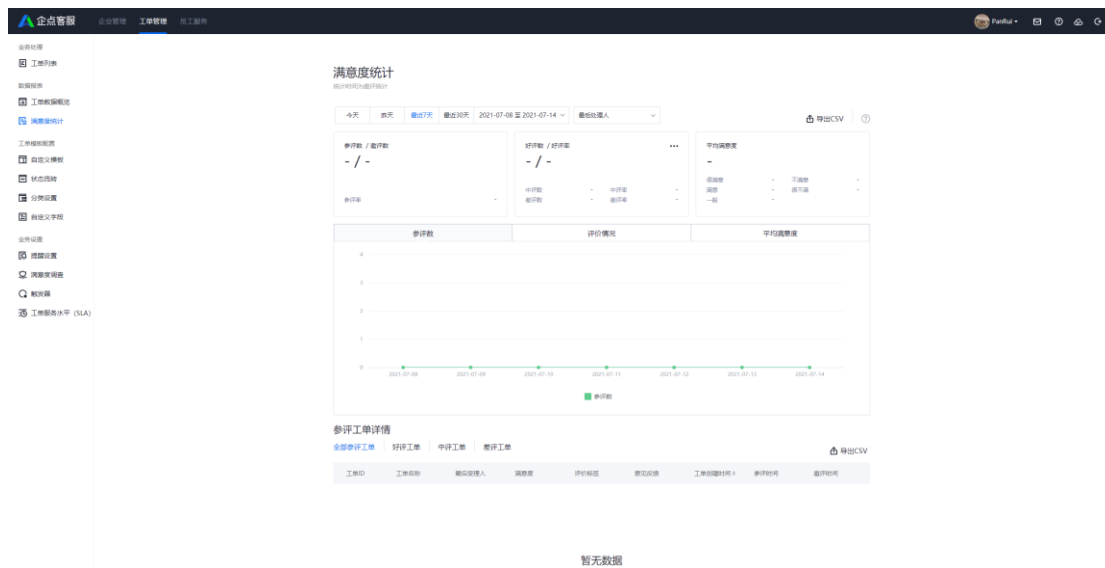 企点客服 企业管理 工单管理 员工服务 PanRui
业务处理
工单列表
数据报表
工单数据概览
满意度统计
工单模板配置
自定义模板
状态流转
分类设置
自定义字段
业务设置
提醒设置
满意度调查
触发器
工单服务水平 (SLA)
满意度统计
统计时间为邀评统计
今天 昨天 最近7天 最近30天 2021-07-08 至 2021-07-14 最后处理人 导出CSV
参评数 / 邀评数
- / -
参评率 -
好评数 / 好评率
- / -
中评数 - 中评率 -
差评数 - 差评率 -
平均满意度
-
很满意 - 不满意 -
满意 - 很不满 -
一般 -
参评数 评价情况 平均满意度
4
3
2
1
0
2021-07-08 2021-07-09 2021-07-10 2021-07-11 2021-07-12 2021-07-13 2021-07-14
参评数
参评工单详情
全部参评工单 好评工单 中评工单 差评工单 导出CSV
工单ID 工单名称 最后受理人 满意度 评价标签 意见反馈 工单创建时间 参评时间 邀评时间
暂无数据